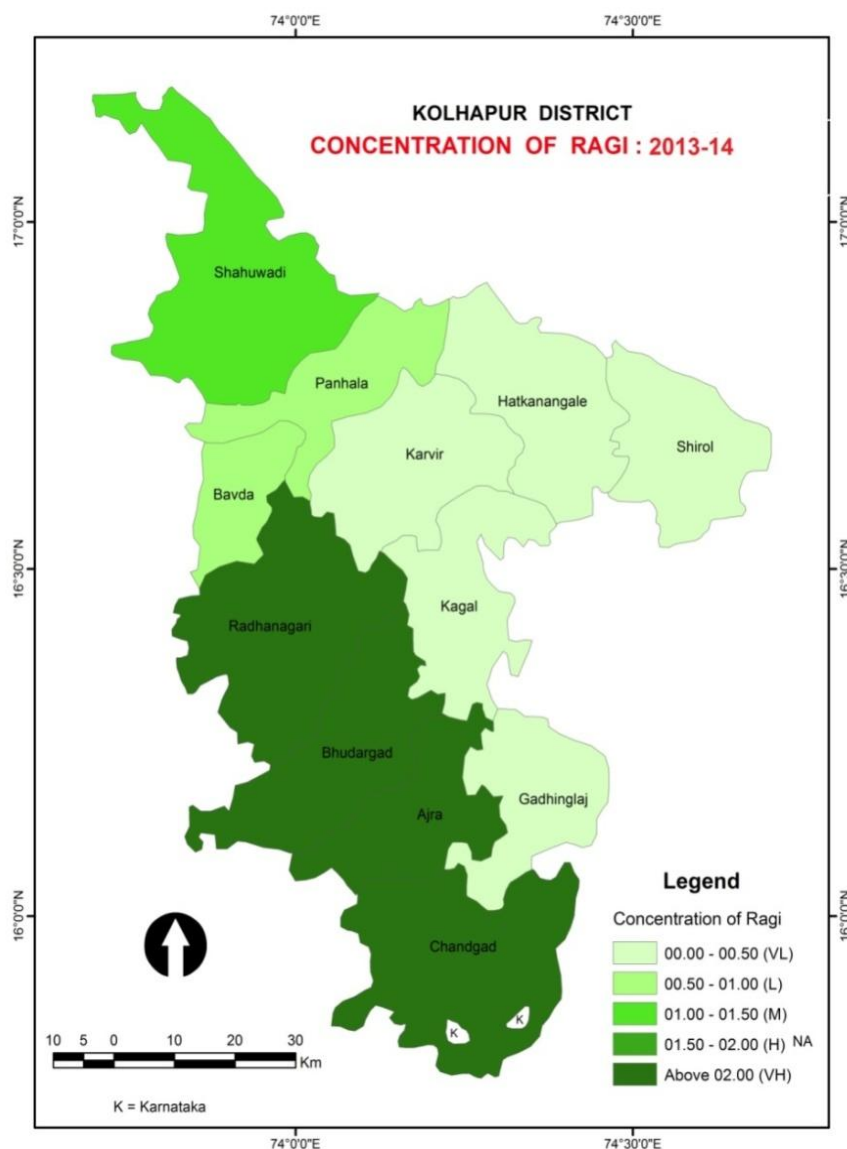 74°0'0"E
74°30'0"E
KOLHAPUR DISTRICT
CONCENTRATION OF RAGI : 2013-14
17°0'0"N
17°0'0"N
Shahuwadi
Panhala
Hatkanangale
Karvir
Shirol
Bavda
16°30'0"N
16°30'0"N
Kagal
Radhanagari
Bhudargad
Gadhinglaj
Ajra
Legend
16°0'0"N
16°0'0"N
Concentration of Ragi
Chandgad
00.00 - 00.50 (VL)
00.50 - 01.00 (L)
K
K
01.00 - 01.50 (M)
01.50 - 02.00 (H) NA
Above 02.00 (VH)
10 5 0 10 20 30
Km
K = Karnataka
74°0'0"E
74°30'0"E